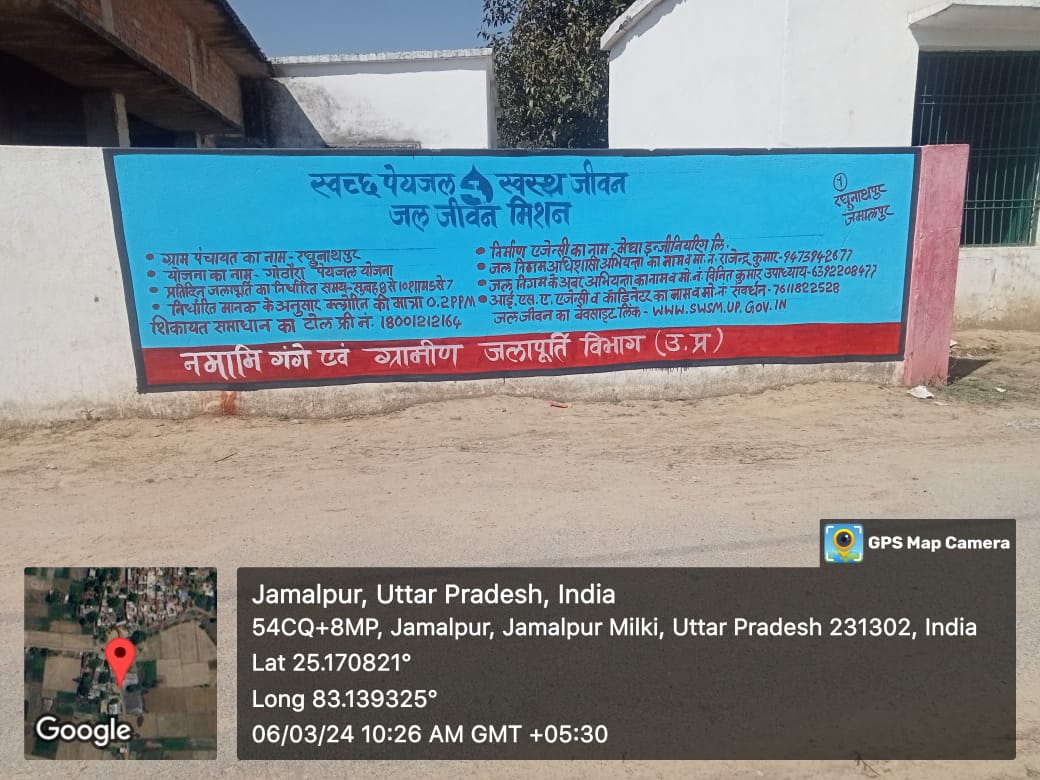 स्वच्छ पेयजल स्वस्थ जीवन
जल जीवन मिशन
१
रघुनाथपुर
जमालपुर
• ग्राम पंचायत का नाम - रघुनाथपुर
• योजना का नाम - गोगौरा पेयजल योजना
• प्रतिदिन जलापूर्ति का निर्धारित समय - सुबह 8 से 10 शाम 5 से 7
• निर्धारित मानक के अनुसार क्लोरिन की मात्रा 0.2PPM
शिकायत समाधान का टोल फ्री नं. 18001212164
• निर्माण एजेन्सी का नाम - मेघा इन्जीनियरिंग लि.
• जल निगम अधिशासी अभियन्ता का नाम व मो. नं. राजेन्द्र कुमार - 9473942677
• जल निगम के अवर अभियन्ता का नाम व मो. नं. विनित कुमार उपाध्याय - 6392208477
• आई. एस. ए. एजेन्सी व कोर्डिनेटर का नाम व मो. नं. संवर्धन - 7611822528
जल जीवन का वेबसाइट लिंक - WWW.SWSM.UP.GOV.IN
नमामि गंगे एवं ग्रामीण जलापूर्ति विभाग (उ.प्र)
GPS Map Camera
Jamalpur, Uttar Pradesh, India
54CQ+8MP, Jamalpur, Jamalpur Milki, Uttar Pradesh 231302, India
Lat 25.170821°
Long 83.139325°
06/03/24 10:26 AM GMT +05:30
Google